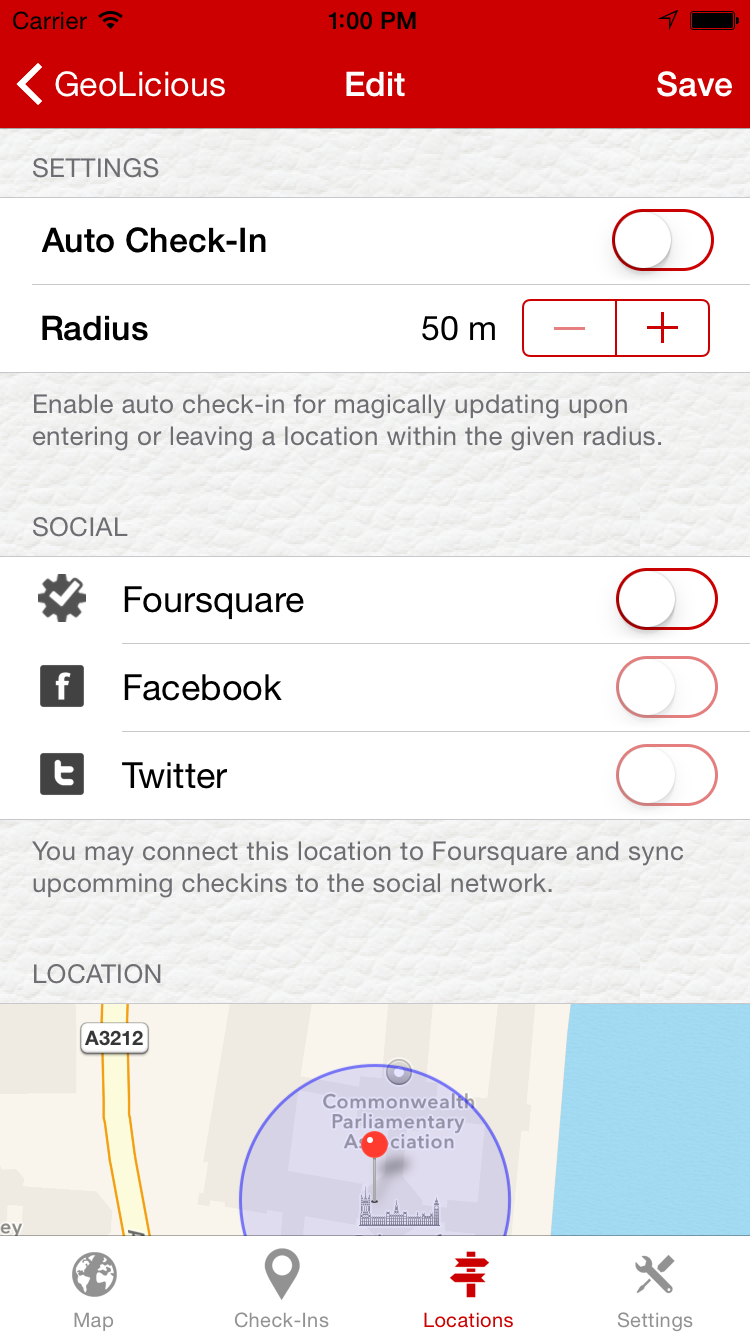 Carrier 1:00 PM
GeoLicious Edit Save
SETTINGS
Auto Check-In
Radius 50 m
Enable auto check-in for magically updating upon
entering or leaving a location within the given radius.
SOCIAL
Foursquare
Facebook
Twitter
You may connect this location to Foursquare and sync
upcomming checkins to the social network.
LOCATION
A3212
Commonwealth
Parliamentary
Association
ey
Map Check-Ins Locations Settings